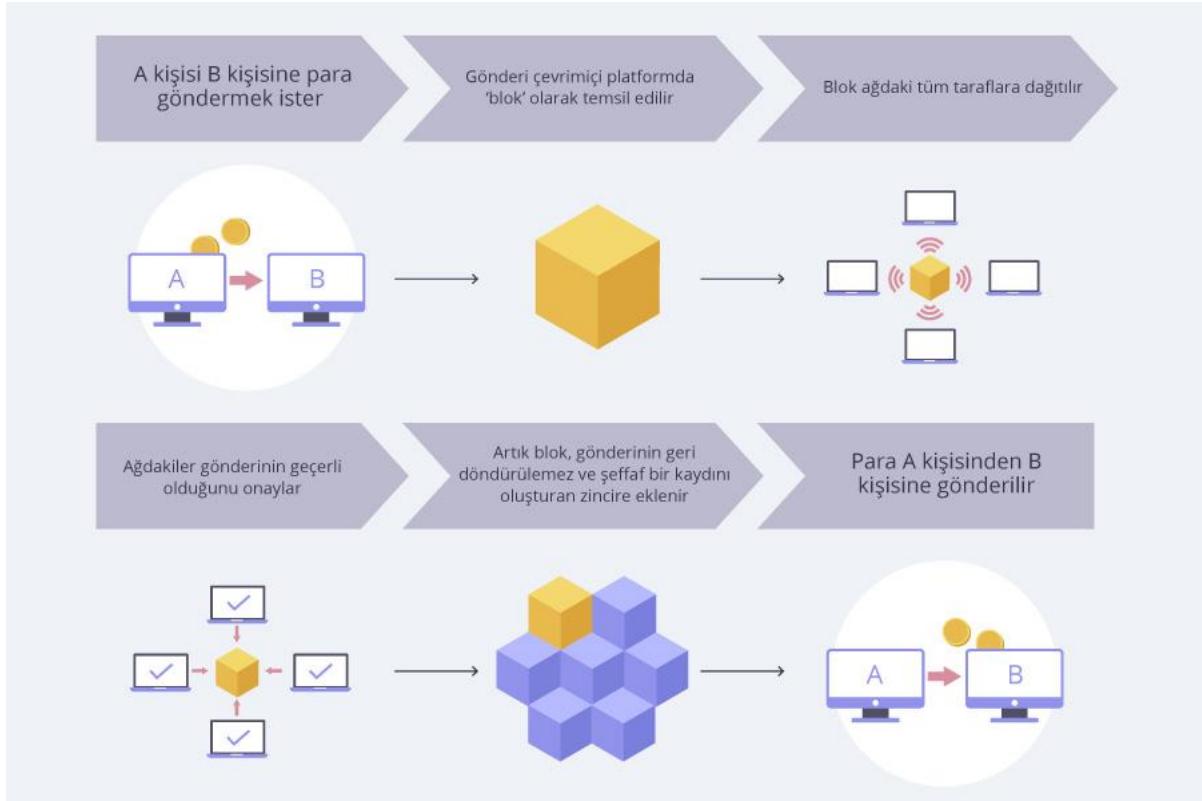 A kişisi B kişisine para
göndermek ister
Gönderi çevrimiçi platformda
‘blok’ olarak temsil edilir
Blok ağdaki tüm taraflara dağıtılır
A
B
Ağdakiler gönderinin geçerli
olduğunu onaylar
Artık blok, gönderinin geri
döndürülemez ve şeffaf bir kaydını
oluşturan zincire eklenir
Para A kişisinden B
kişisine gönderilir
A
B